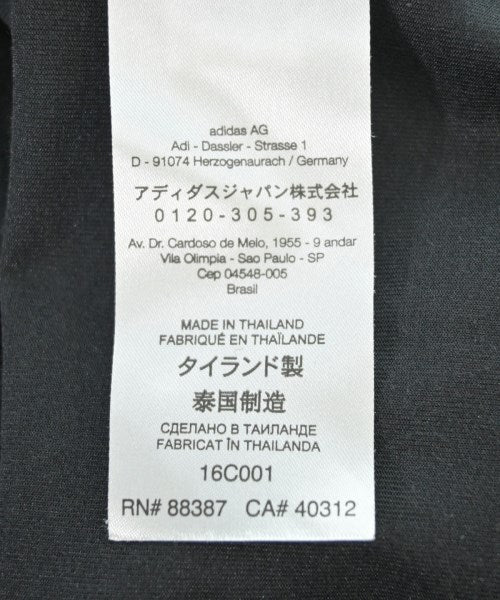 adidas AG
Adi - Dassler - Strasse 1
D - 91074 Herzogenaurach / Germany
アディダスジャパン株式会社
0120-305-393
Av. Dr. Cardoso de Melo, 1955 - 9 andar
Vila Olimpia - Sao Paulo - SP
Cep 04548-005
Brasil
MADE IN THAILAND
FABRIQUÉ EN THAÏLANDE
タイランド製
泰国制造
СДЕЛАНО В ТАИЛАНДЕ
FABRICAT ÎN THAILANDA
16C001
RN# 88387 CA# 40312